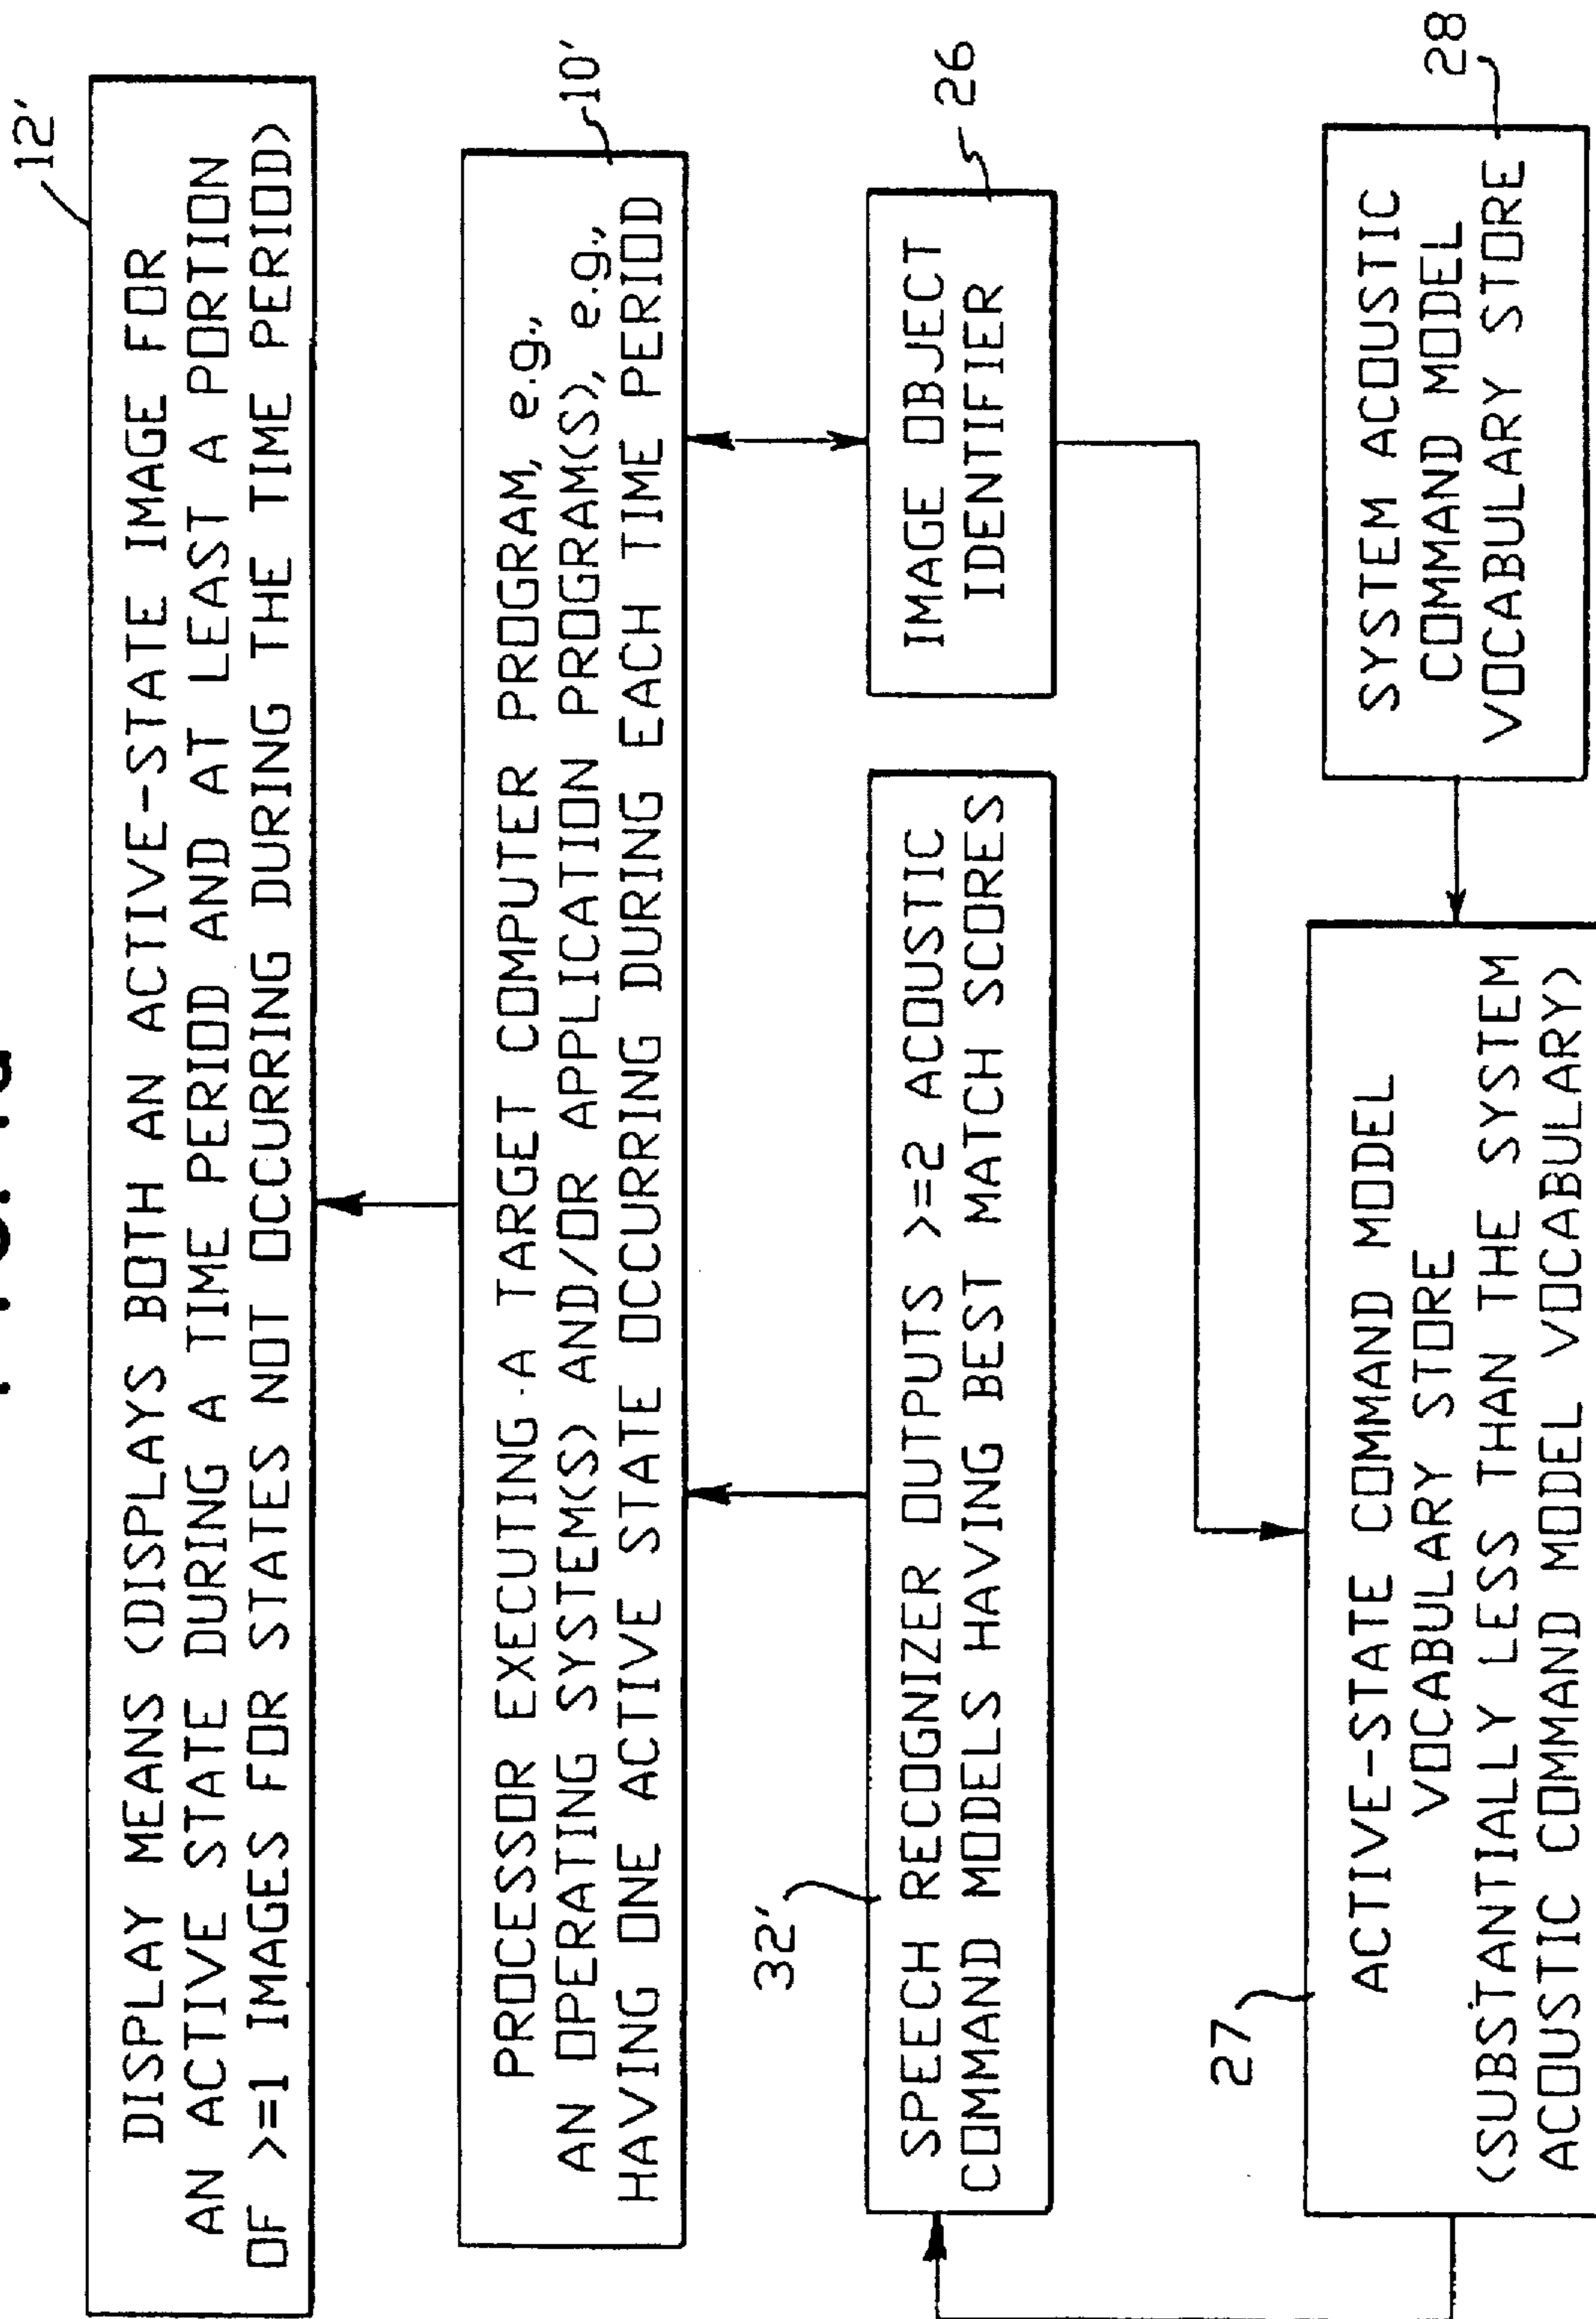 12'
DISPLAY MEANS (DISPLAYS BOTH AN ACTIVE-STATE IMAGE FOR
AN ACTIVE STATE DURING A TIME PERIOD AND AT LEAST A PORTION
OF >=1 IMAGES FOR STATES NOT OCCURRING DURING THE TIME PERIOD)
10'
PROCESSOR EXECUTING A TARGET COMPUTER PROGRAM, e.g.,
AN OPERATING SYSTEM(S) AND/OR APPLICATION PROGRAM(S), e.g.,
HAVING ONE ACTIVE STATE OCCURRING DURING EACH TIME PERIOD
32'
SPEECH RECOGNIZER OUTPUTS >=2 ACOUSTIC
COMMAND MODELS HAVING BEST MATCH SCORES
26
IMAGE OBJECT
IDENTIFIER
27
ACTIVE-STATE COMMAND MODEL
VOCABULARY STORE
(SUBSTANTIALLY LESS THAN THE SYSTEM
ACOUSTIC COMMAND MODEL VOCABULARY)
28
SYSTEM ACOUSTIC
COMMAND MODEL
VOCABULARY STORE